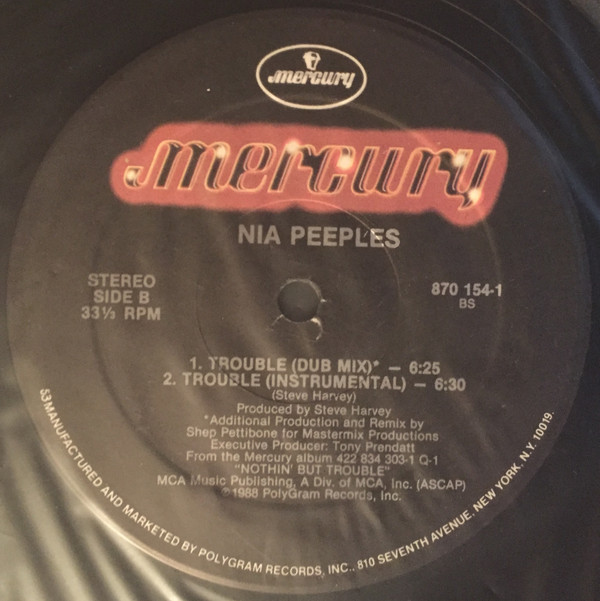 mercury
mercury
NIA PEEPLES
STEREO
SIDE B
33⅓ RPM
870 154-1
BS
1. TROUBLE (DUB MIX)* — 6:25
2. TROUBLE (INSTRUMENTAL) — 6:30
(Steve Harvey)
Produced by Steve Harvey
*Additional Production and Remix by
Shep Pettibone for Mastermix Productions
Executive Producer: Tony Prendatt
From the Mercury album 422 834 303-1 Q-1
"NOTHIN' BUT TROUBLE"
MCA Music Publishing, A Div. of MCA, Inc. (ASCAP)
℗1988 PolyGram Records, Inc.
53 MANUFACTURED AND MARKETED BY POLYGRAM RECORDS, INC., 810 SEVENTH AVENUE, NEW YORK, N.Y. 10019.